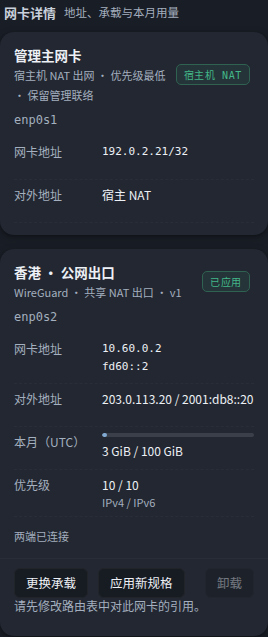 网卡详情 地址、承载与本月用量
管理主网卡
宿主机 NAT 出网 · 优先级最低
· 保留管理联络
宿主机 NAT
enp0s1
网卡地址 192.0.2.21/32
对外地址 宿主 NAT
香港 · 公网出口
WireGuard · 共享 NAT 出口 · v1
已应用
enp0s2
网卡地址 10.60.0.2
fd60::2
对外地址 203.0.113.20 / 2001:db8::20
本月（UTC） 3 GiB / 100 GiB
优先级 10 / 10
IPv4 / IPv6
两端已连接
更换承载 应用新规格 卸载
请先修改路由表中对此网卡的引用。